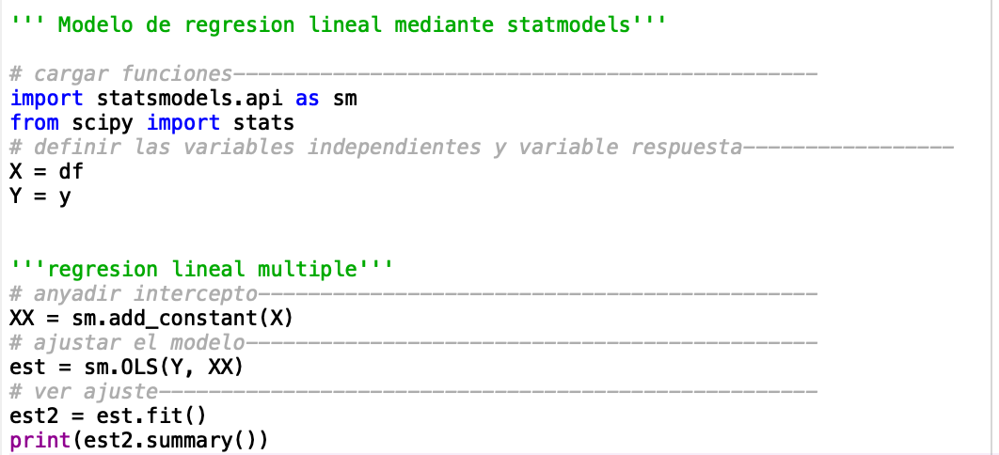 ''' Modelo de regresion lineal mediante statmodels'''
# cargar funciones-----------------------------------------------
import statsmodels.api as sm
from scipy import stats
# definir las variables independientes y variable respuesta-----------------
X = df
Y = y
'''regresion lineal multiple'''
# anyadir intercepto---------------------------------------------
XX = sm.add_constant(X)
# ajustar el modelo----------------------------------------------
est = sm.OLS(Y, XX)
# ver ajuste-----------------------------------------------------
est2 = est.fit()
print(est2.summary())